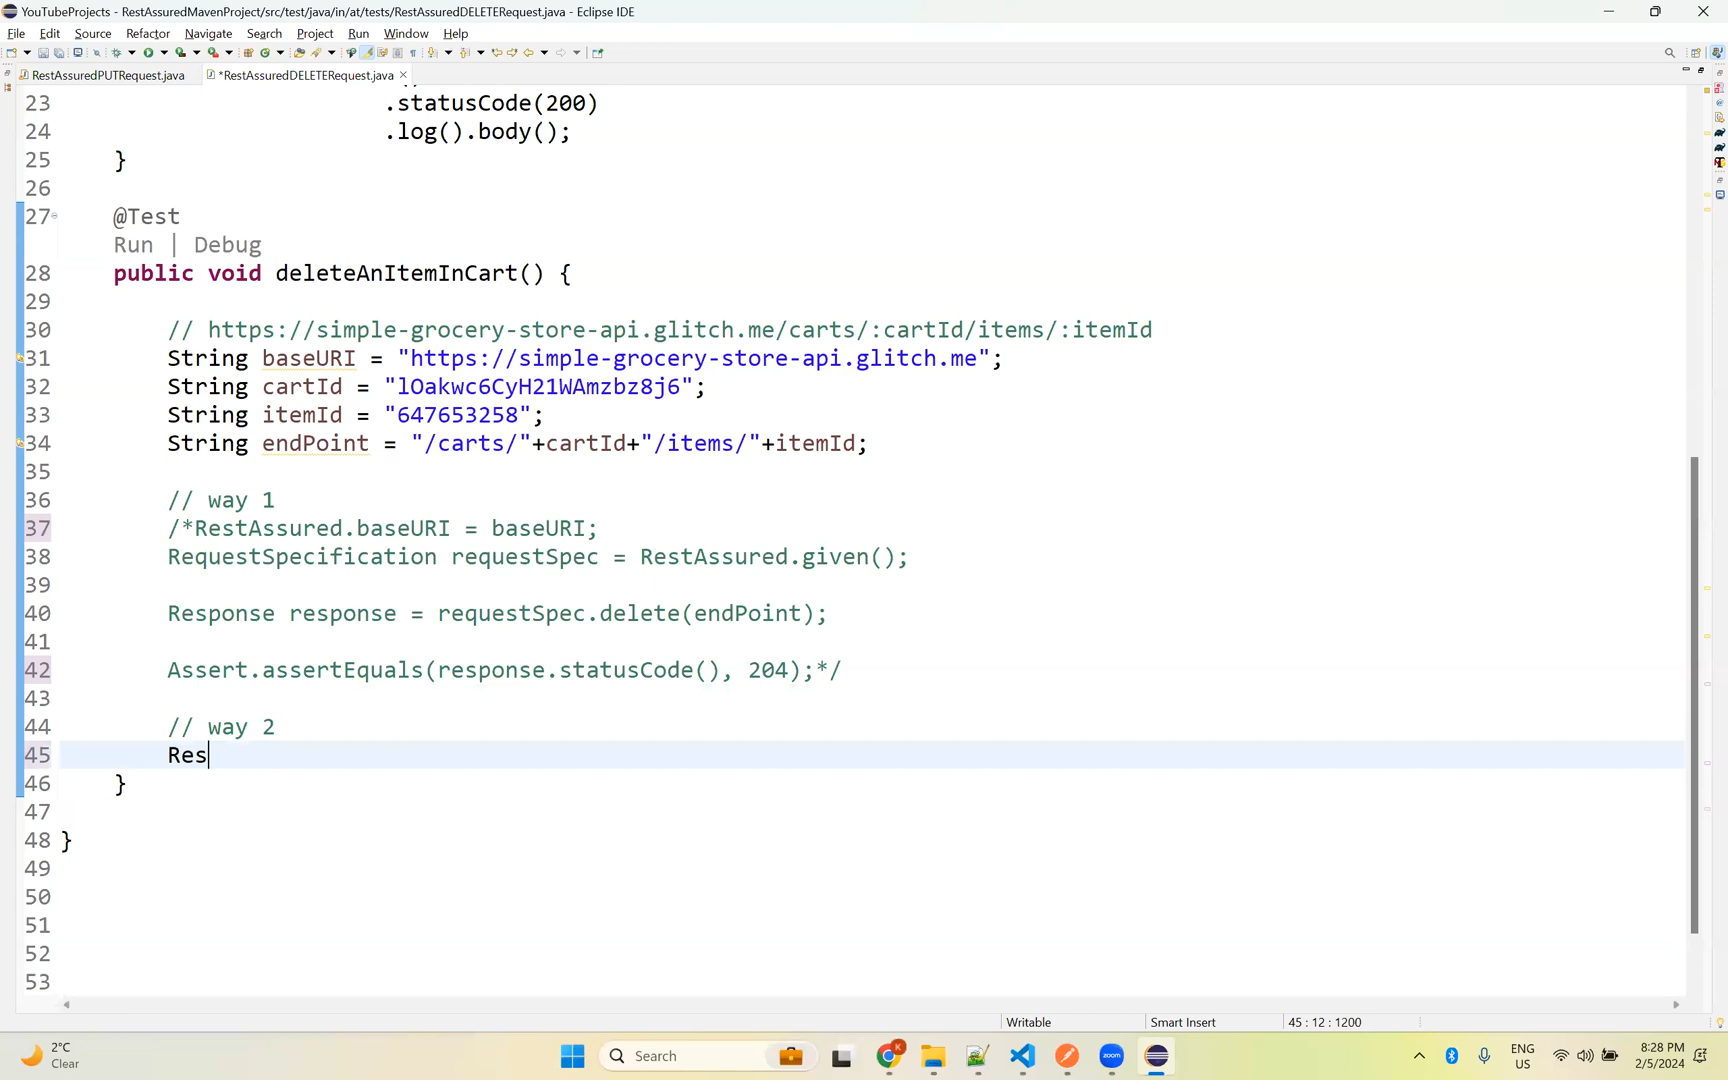 YouTubeProjects - RestAssuredMavenProject/src/test/java/in/at/tests/RestAssuredDELETERequest.java - Eclipse IDE
File Edit Source Refactor Navigate Search Project Run Window Help
RestAssuredPUTRequest.java *RestAssuredDELETERequest.java
23 .statusCode(200)
24 .log().body();
25 }
26
27 @Test
Run | Debug
28 public void deleteAnItemInCart() {
29
30 // https://simple-grocery-store-api.glitch.me/carts/:cartId/items/:itemId
31 String baseURI = "https://simple-grocery-store-api.glitch.me";
32 String cartId = "lOakwc6CyH21WAmzbz8j6";
33 String itemId = "647653258";
34 String endPoint = "/carts/"+cartId+"/items/"+itemId;
35
36 // way 1
37 /*RestAssured.baseURI = baseURI;
38 RequestSpecification requestSpec = RestAssured.given();
39
40 Response response = requestSpec.delete(endPoint);
41
42 Assert.assertEquals(response.statusCode(), 204);*/
43
44 // way 2
45 Res
46 }
47
48 }
49
50
51
52
53
Writable Smart Insert 45 : 12 : 1200
2°C
Clear
Search
zoom
ENG
US
8:28 PM
2/5/2024